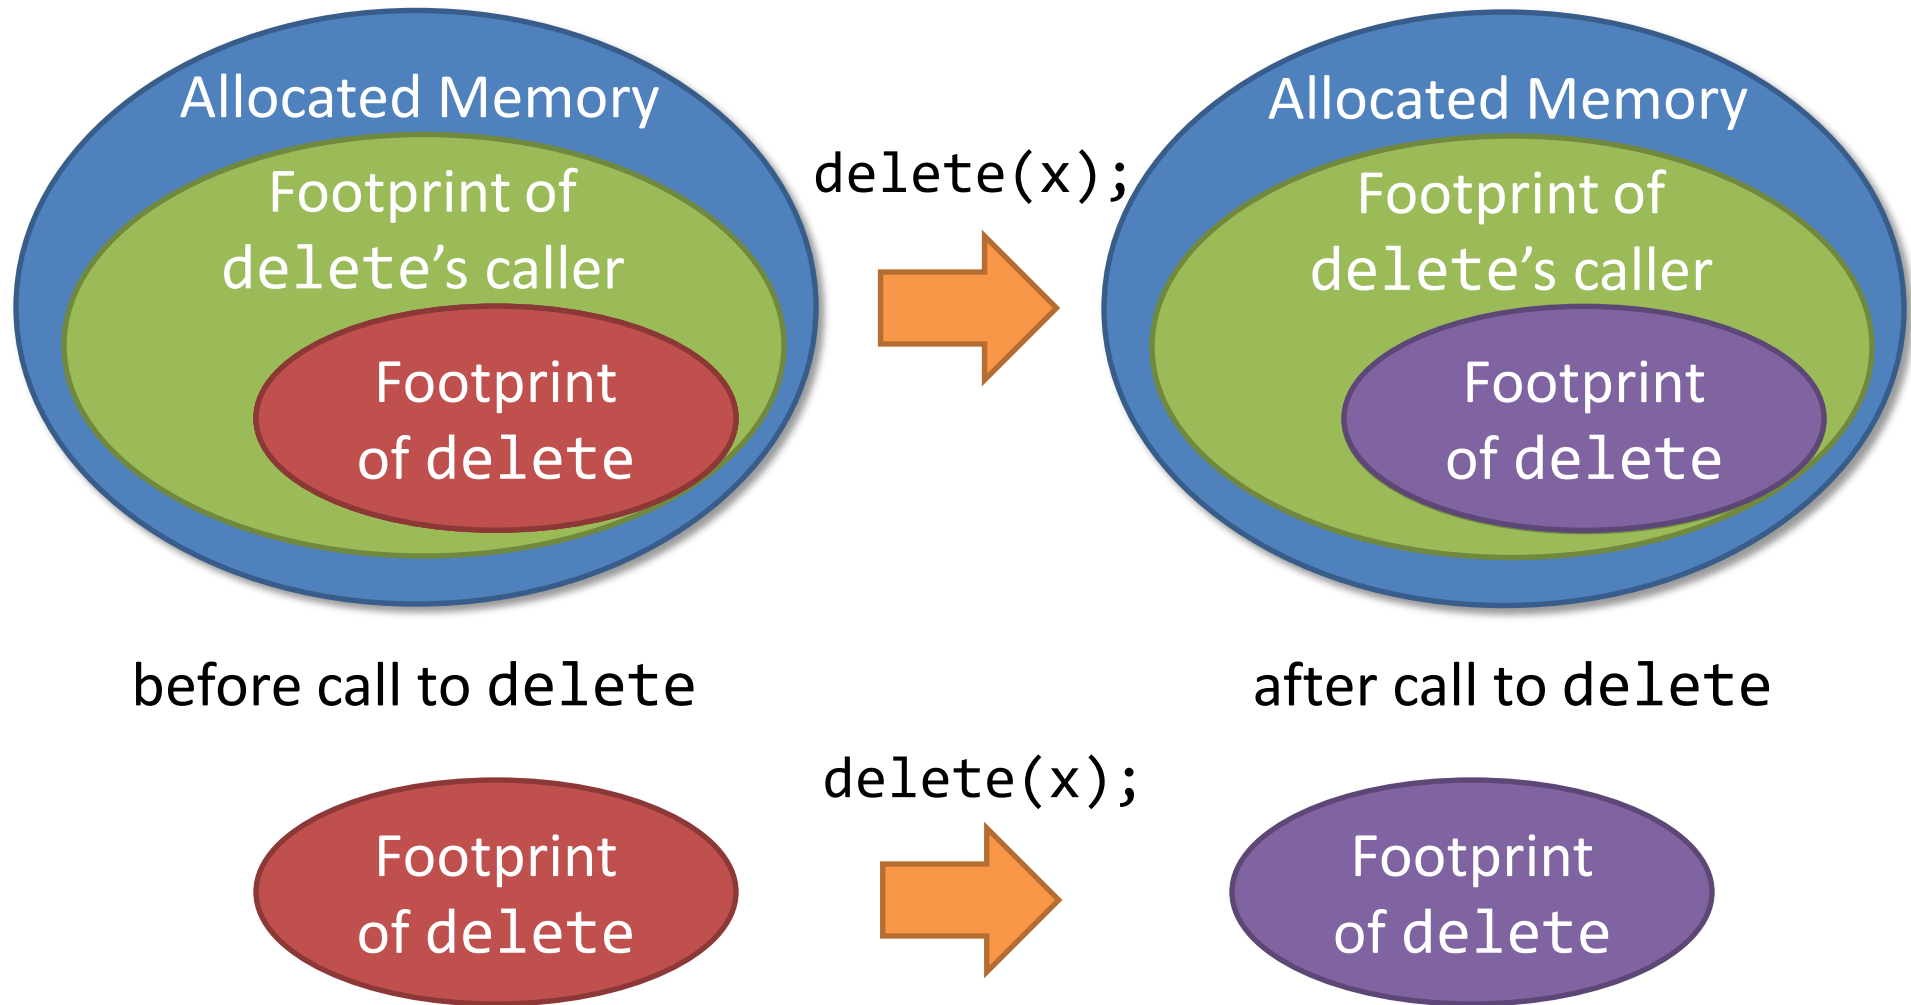 Allocated Memory
Footprint of
delete's caller
Footprint
of delete
before call to delete
delete(x);
Allocated Memory
Footprint of
delete's caller
Footprint
of delete
after call to delete
Footprint
of delete
delete(x);
Footprint
of delete